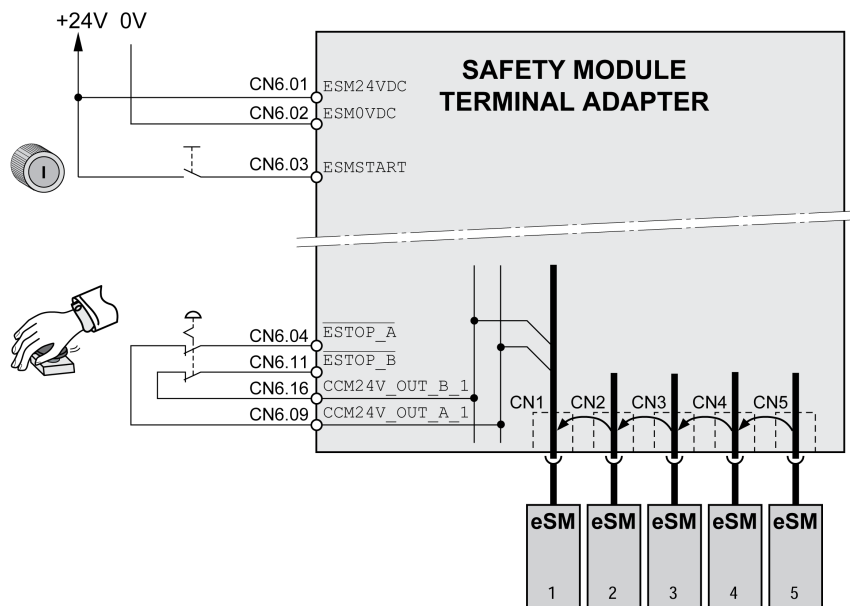 +24V 0V
SAFETY MODULE
TERMINAL ADAPTER
CN6.01 ESM24VDC
CN6.02 ESM0VDC
CN6.03 ESMSTART
I
CN6.04 ESTOP_A
CN6.11 ESTOP_B
CN6.16 CCM24V_OUT_B_1
CN6.09 CCM24V_OUT_A_1
CN1 CN2 CN3 CN4 CN5
eSM eSM eSM eSM eSM
1 2 3 4 5